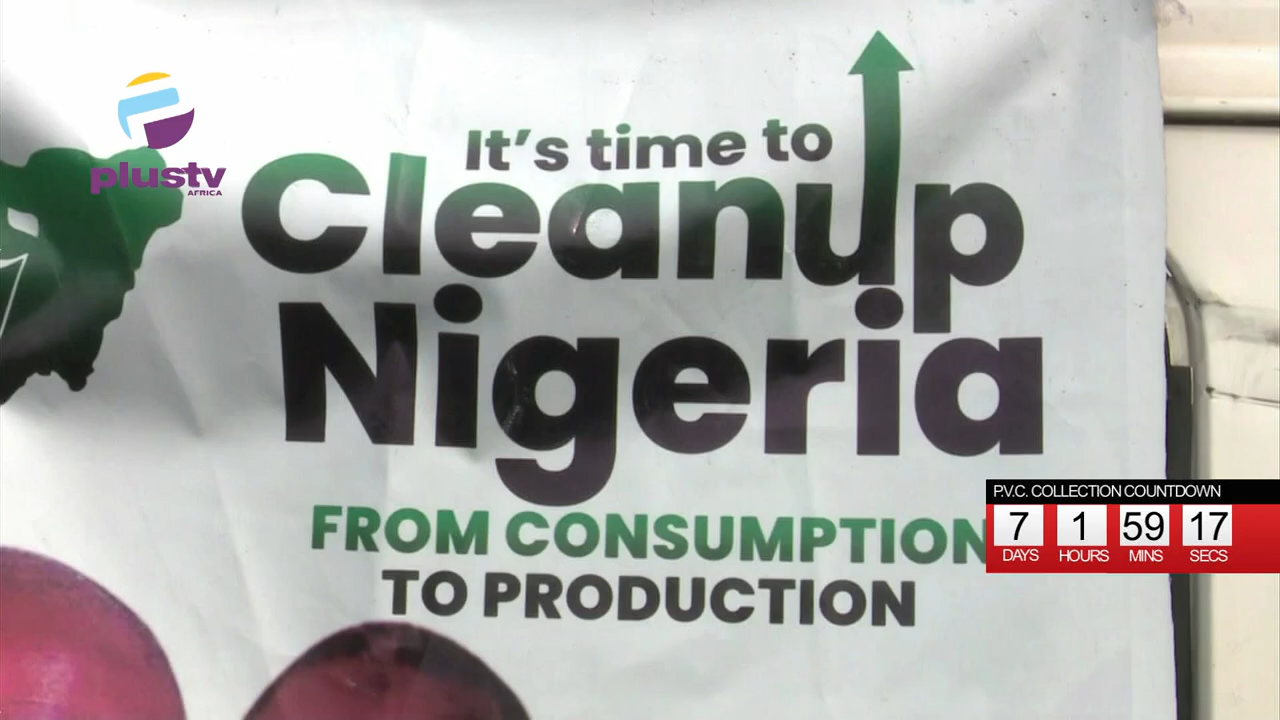 plustv
AFRICA
It's time to
Cleanup
Nigeria
FROM CONSUMPTION
TO PRODUCTION
P.V.C. COLLECTION COUNTDOWN
7 1 59 17
DAYS HOURS MINS SECS